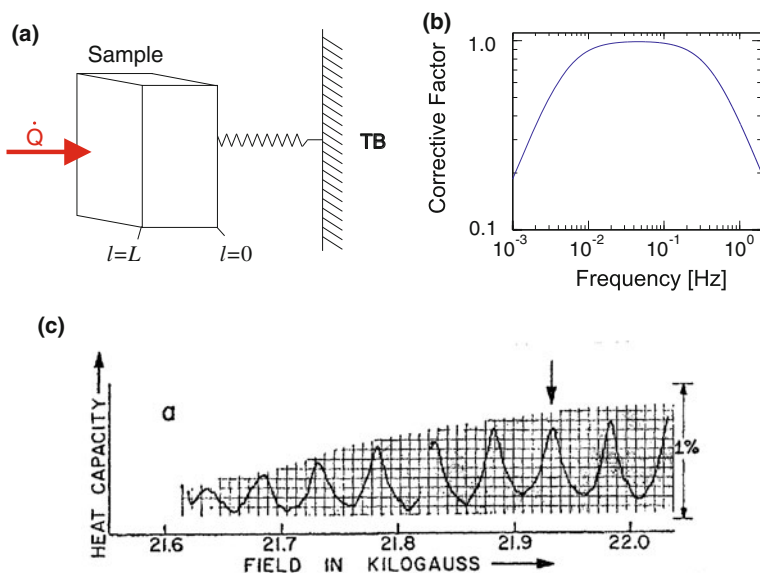 (a)
Sample
Q̇
TB
l=L
l=0
(b)
Corrective Factor
1.0
0.1
10⁻³
10⁻²
10⁻¹
10⁰
Frequency [Hz]
(c)
HEAT CAPACITY
a
1%
21.6
21.7
21.8
21.9
22.0
FIELD IN KILOGAUSS